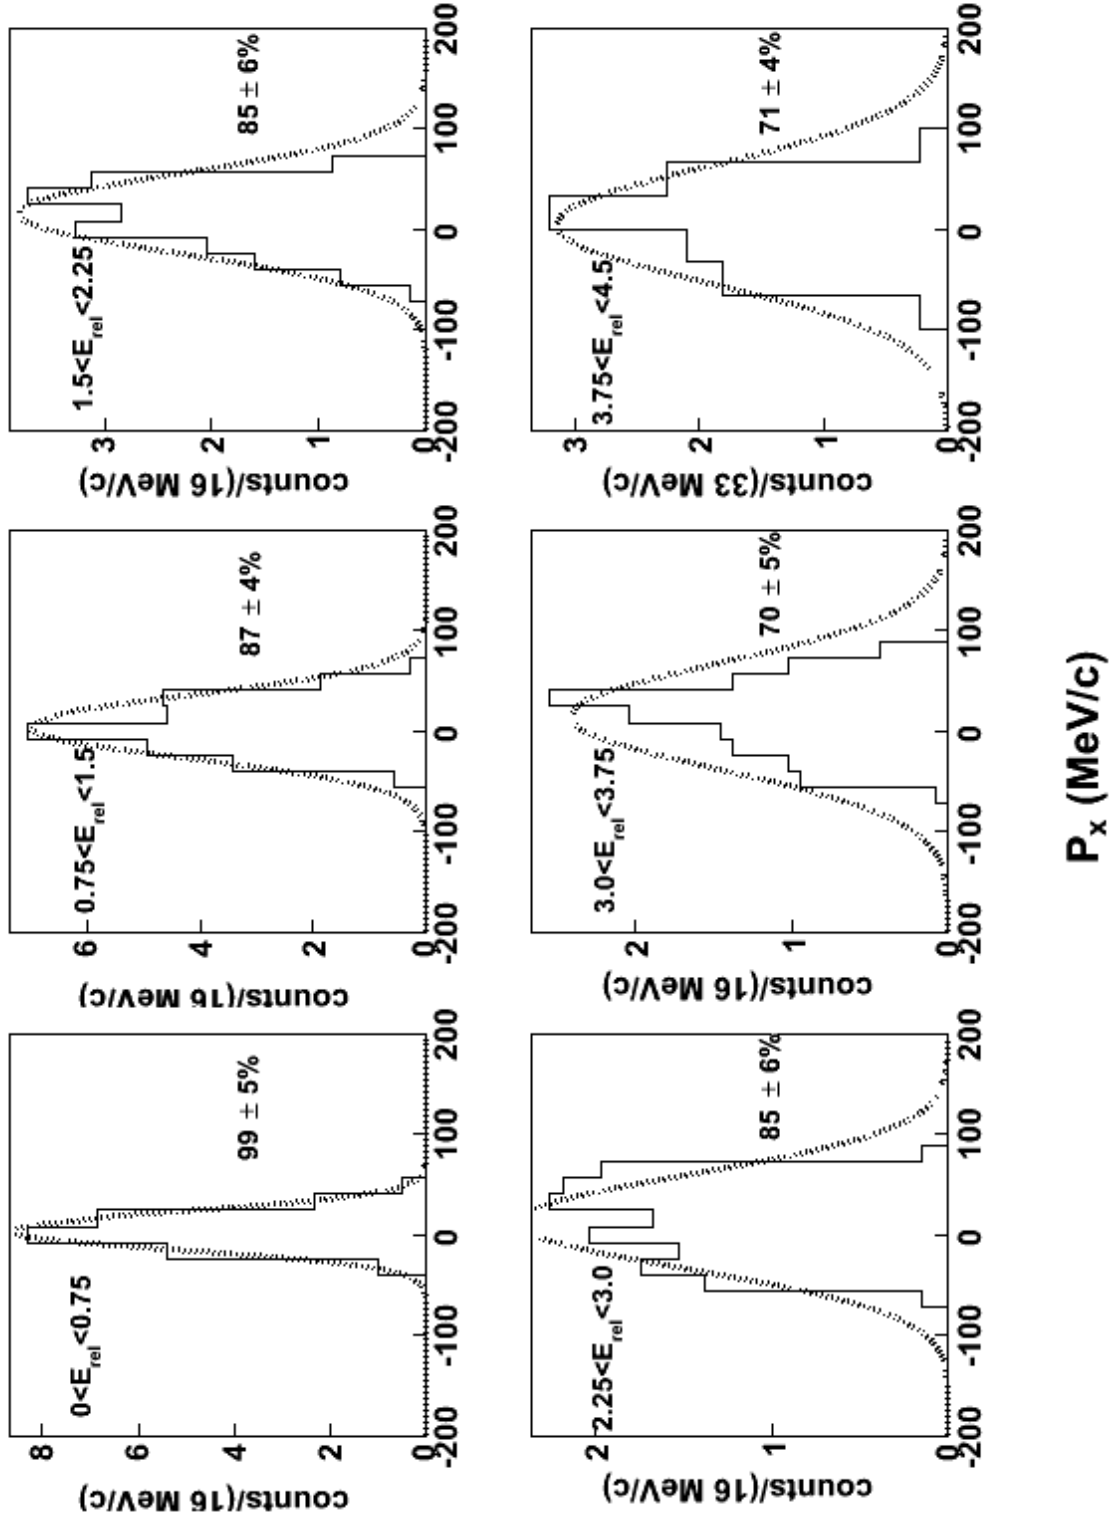 counts/(16 MeV/c)
8
6
4
2
0
0<E_rel<0.75
99 ± 5%
-200 -100 0 100 200
counts/(16 MeV/c)
6
4
2
0
0.75<E_rel<1.5
87 ± 4%
-200 -100 0 100 200
counts/(16 MeV/c)
3
2
1
0
1.5<E_rel<2.25
85 ± 6%
-200 -100 0 100 200
counts/(16 MeV/c)
2
1
0
2.25<E_rel<3.0
85 ± 6%
-200 -100 0 100 200
counts/(16 MeV/c)
2
1
0
3.0<E_rel<3.75
70 ± 5%
-200 -100 0 100 200
counts/(33 MeV/c)
3
2
1
0
3.75<E_rel<4.5
71 ± 4%
-200 -100 0 100 200
P_x (MeV/c)